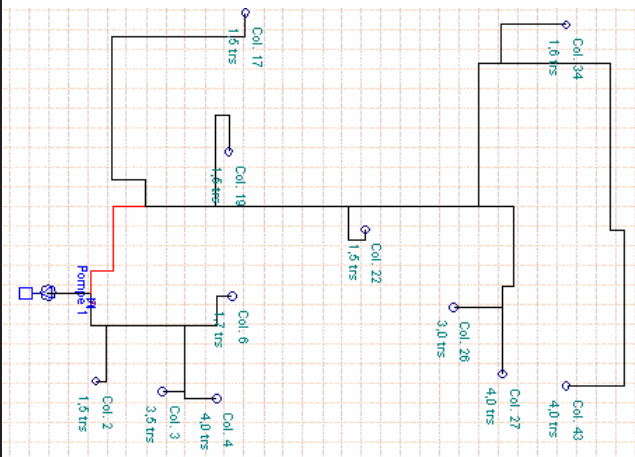 Col. 17
1,5 trs
Col. 34
1,6 trs
Col. 19
1,6 trs
Col. 22
1,5 trs
Pompe 1
Col. 6
1,7 trs
Col. 26
3,0 trs
Col. 2
1,5 trs
Col. 3
3,5 trs
Col. 4
4,0 trs
Col. 27
4,0 trs
Col. 43
4,0 trs